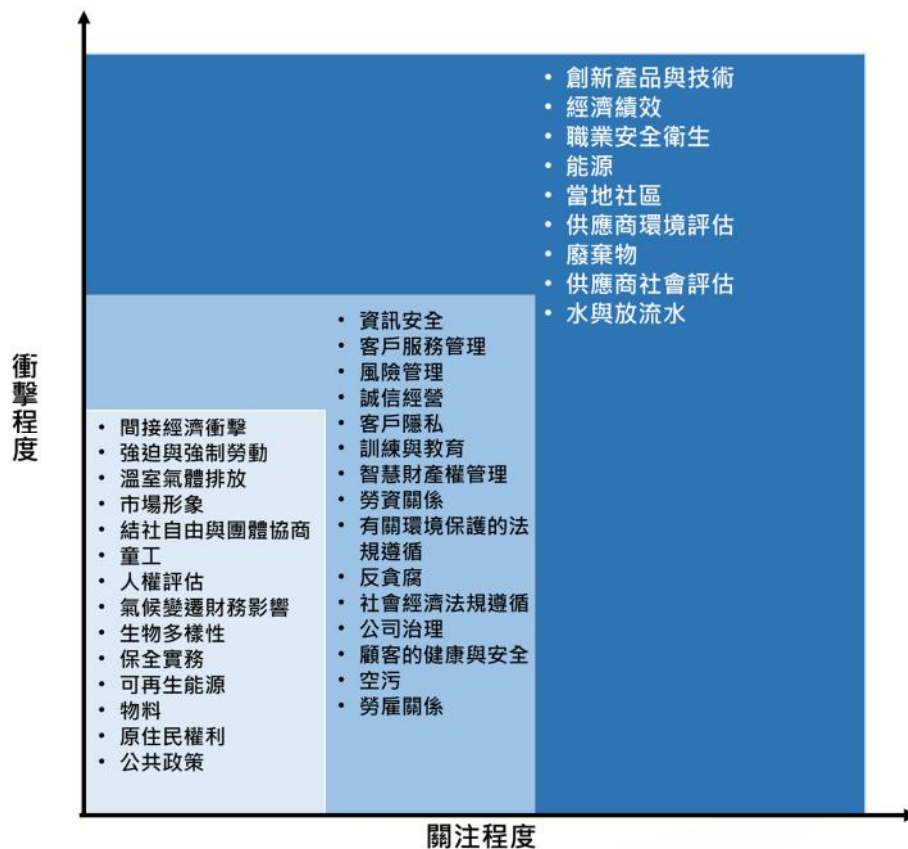 • 創新產品與技術
• 經濟績效
• 職業安全衛生
• 能源
• 當地社區
• 供應商環境評估
• 廢棄物
• 供應商社會評估
• 水與放流水
• 資訊安全
• 客戶服務管理
• 風險管理
• 誠信經營
• 客戶隱私
• 訓練與教育
• 智慧財產權管理
• 勞資關係
• 有關環境保護的法
規遵循
• 反貪腐
• 社會經濟法規遵循
• 公司治理
• 顧客的健康與安全
• 空污
• 勞雇關係
• 間接經濟衝擊
• 強迫與強制勞動
• 溫室氣體排放
• 市場形象
• 結社自由與團體協商
• 童工
• 人權評估
• 氣候變遷財務影響
• 生物多樣性
• 保全實務
• 可再生能源
• 物料
• 原住民權利
• 公共政策
衝擊程度
關注程度